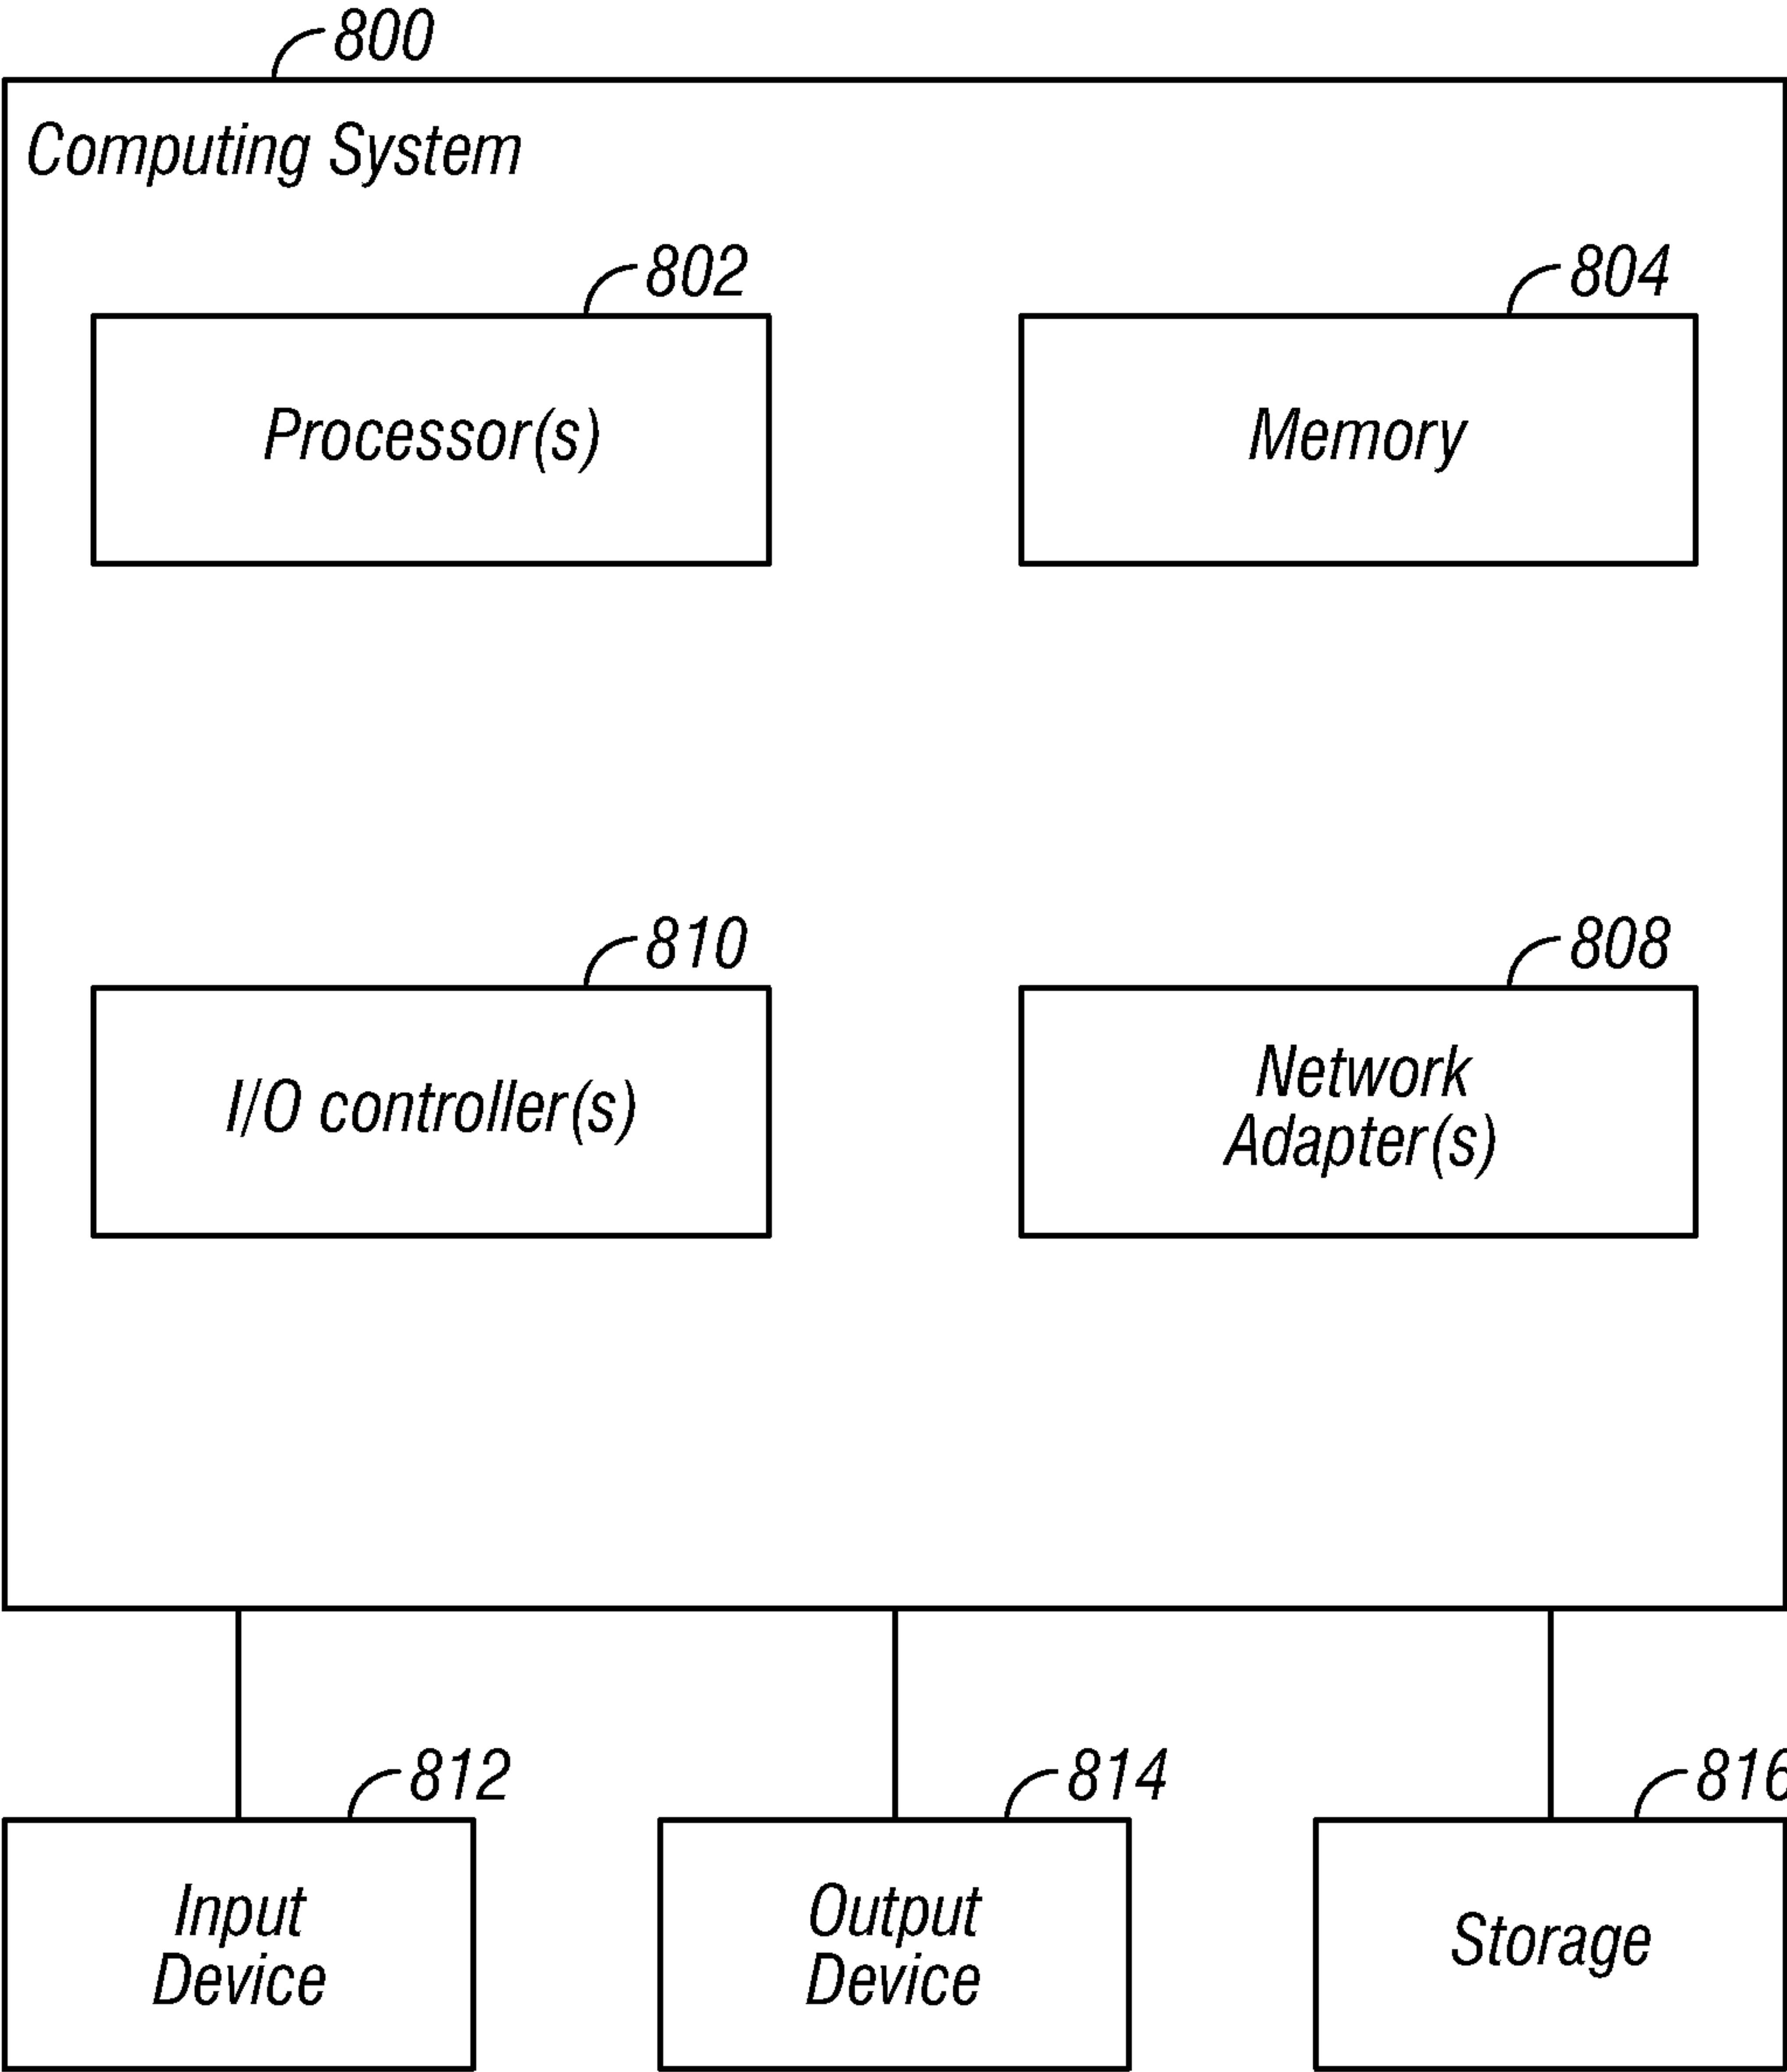 800
Computing System
802
804
Processor(s)
Memory
810
808
I/O controller(s)
Network
Adapter(s)
812
814
816
Input
Device
Output
Device
Storage